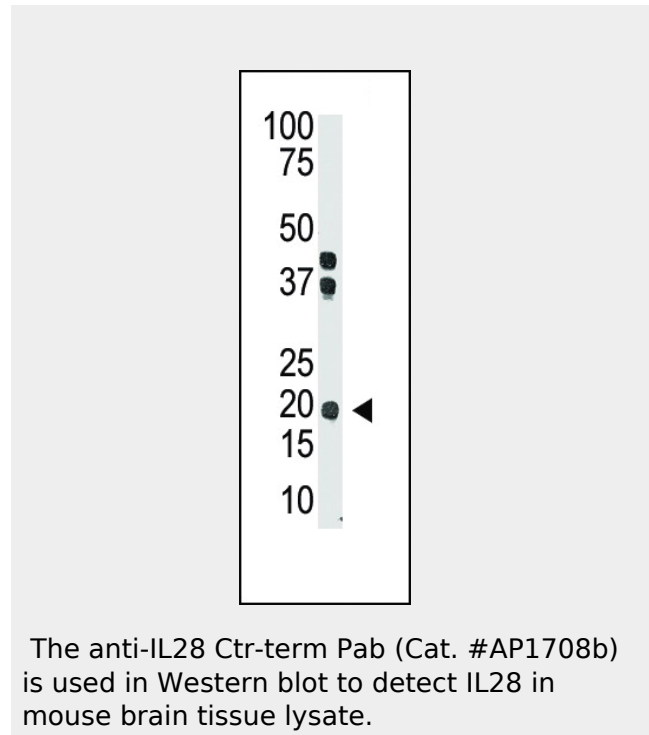 100
75
50
37
25
20
15
10
The anti-IL28 Ctr-term Pab (Cat. #AP1708b)
is used in Western blot to detect IL28 in
mouse brain tissue lysate.